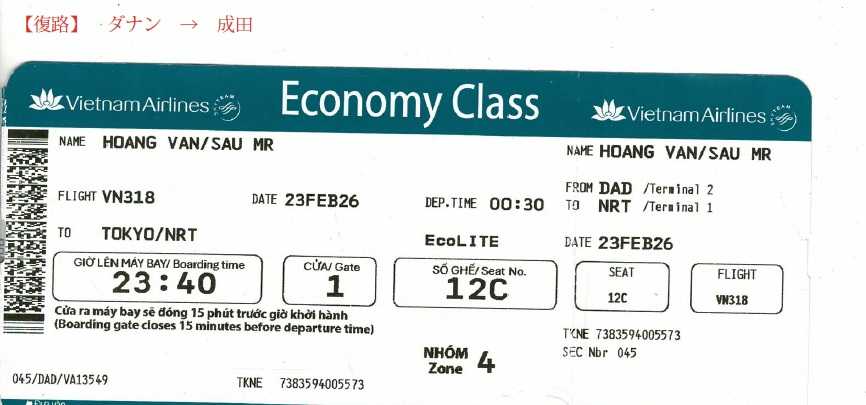 【復路】 ダナン → 成田
Vietnam Airlines
Economy Class
Vietnam Airlines
NAME HOANG VAN/SAU MR
NAME HOANG VAN/SAU MR
FLIGHT VN318 DATE 23FEB26 DEP.TIME 00:30
FROM DAD /Terminal 2
TO NRT /Terminal 1
TO TOKYO/NRT EcoLITE
DATE 23FEB26
GIỜ LÊN MÁY BAY/ Boarding time
23:40
CỬA/ Gate
1
SỐ GHẾ/ Seat No.
12C
SEAT
12C
FLIGHT
VN318
Cửa ra máy bay sẽ đóng 15 phút trước giờ khởi hành
(Boarding gate closes 15 minutes before departure time)
TKNE 7383594005573
SEC Nbr 045
NHÓM
Zone 4
045/DAD/VA13549 TKNE 7383594005573